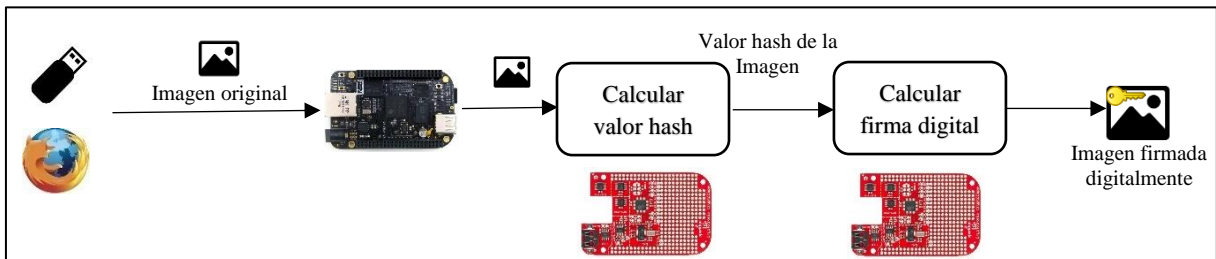 Imagen original
Calcular
valor hash
Valor hash de la
Imagen
Calcular
firma digital
Imagen firmada
digitalmente